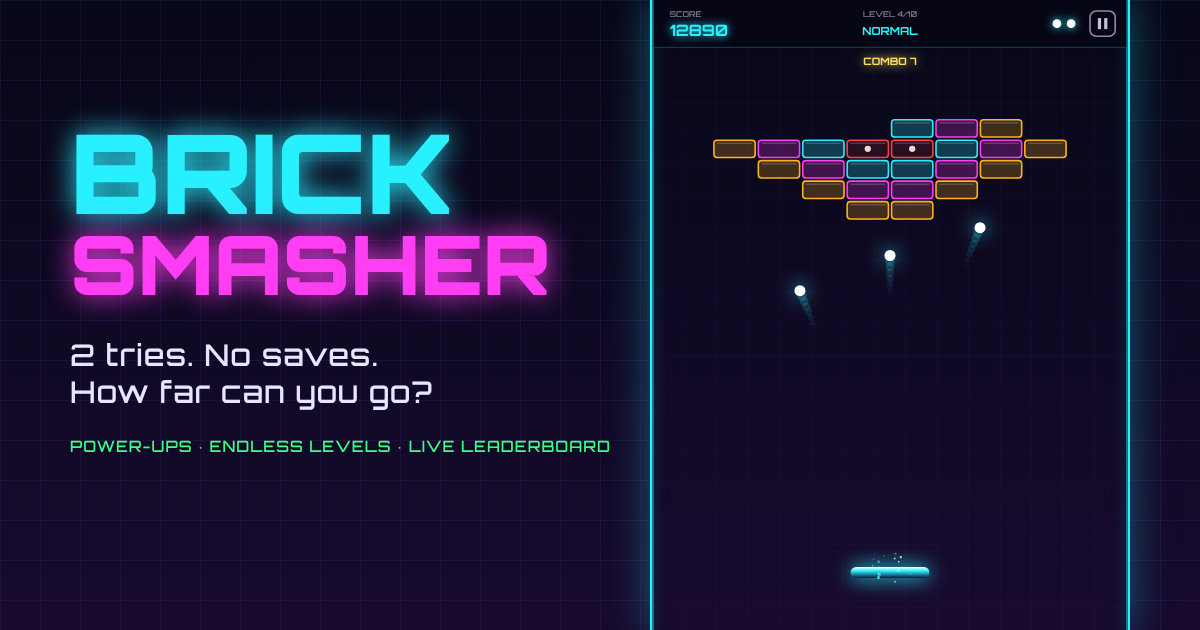 BRICK
SMASHER
2 tries. No saves.
How far can you go?
POWER-UPS · ENDLESS LEVELS · LIVE LEADERBOARD
SCORE
12890
LEVEL 4/10
NORMAL
COMBO 7